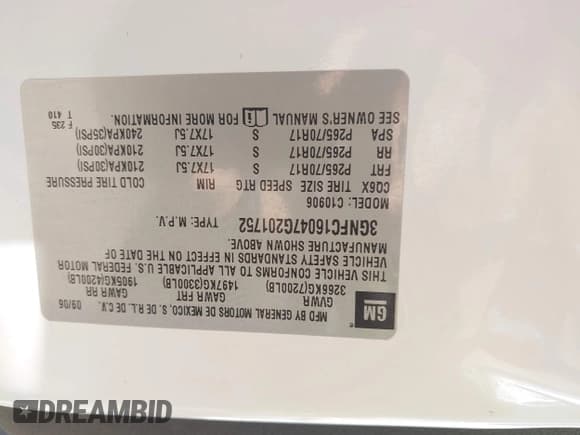 GM
MFD BY GENERAL MOTORS DE MEXICO, S. DE R.L. DE C.V.
09/06
GVWR GAWR FRT GAWR RR
3266KG(7200LB) 1497KG(3300LB) 1905KG(4200LB)
THIS VEHICLE CONFORMS TO ALL APPLICABLE U.S. FEDERAL MOTOR
VEHICLE SAFETY STANDARDS IN EFFECT ON THE DATE OF
MANUFACTURE SHOWN ABOVE.
3GNFC16047G201752 TYPE: M.P.V.
MODEL: C10906
CQ6X TIRE SIZE SPEED RTG RIM COLD TIRE PRESSURE
FRT P265/70R17 S 17X7.5J 210KPA(30PSI)
RR P265/70R17 S 17X7.5J 210KPA(30PSI)
SPA P265/70R17 S 17X7.5J 240KPA(35PSI)
SEE OWNER'S MANUAL FOR MORE INFORMATION.
F 235
T 410
DREAMBID